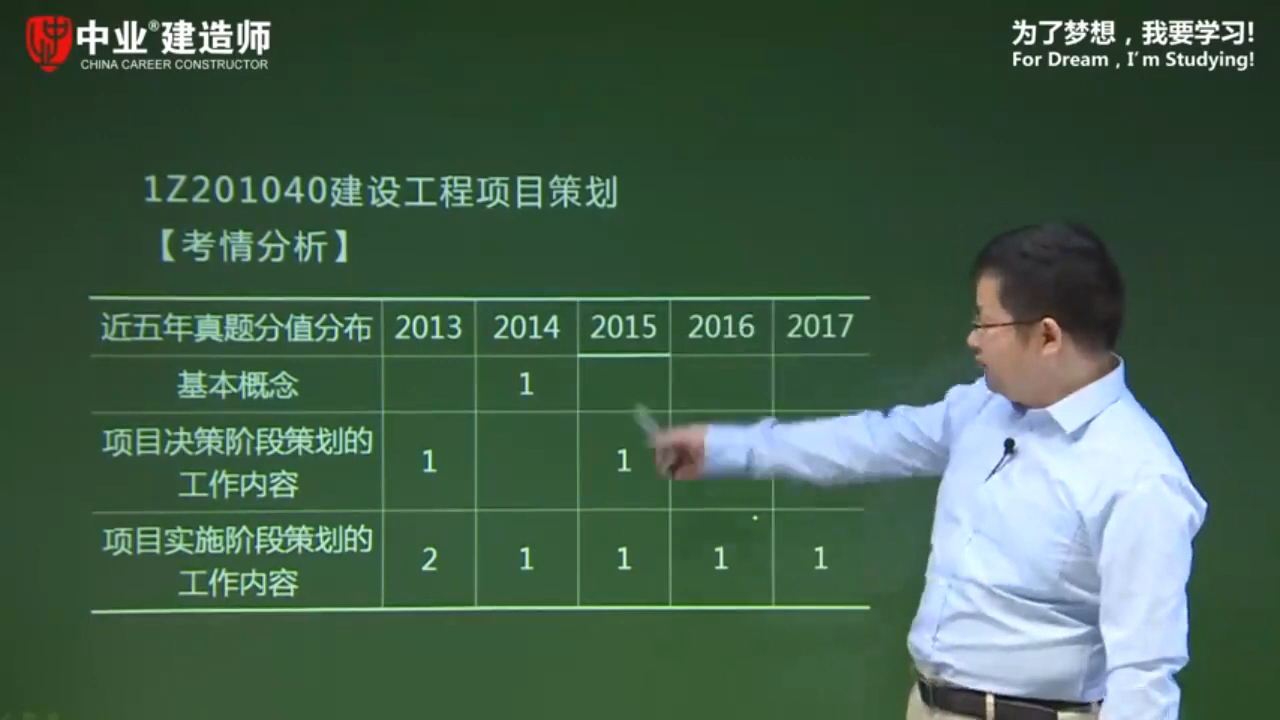 中业®建造师
CHINA CAREER CONSTRUCTOR
为了梦想，我要学习!
For Dream , I'm Studying!
1Z201040建设工程项目策划
【考情分析】
近五年真题分值分布 2013 2014 2015 2016 2017
基本概念 1
项目决策阶段策划的
工作内容 1 1
项目实施阶段策划的
工作内容 2 1 1 1 1